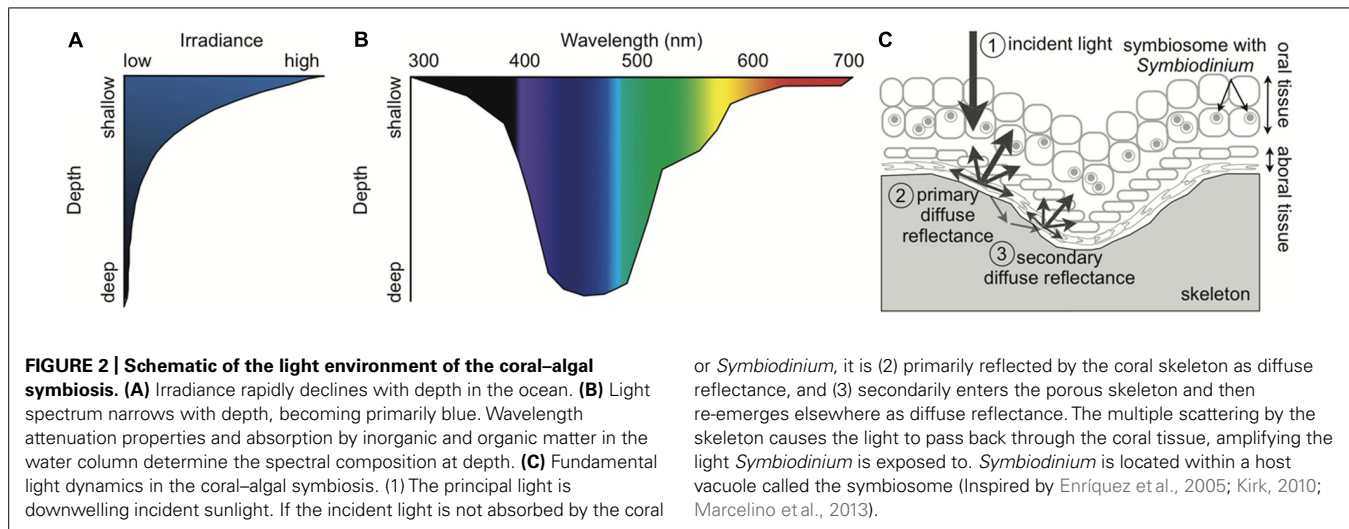 A
Irradiance
low high
shallow
Depth
deep
B
Wavelength (nm)
300 400 500 600 700
shallow
Depth
deep
C
1 incident light
symbiosome with
Symbiodinium
oral tissue
aboral tissue
2 primary
diffuse
reflectance
3 secondary
diffuse reflectance
skeleton
FIGURE 2 | Schematic of the light environment of the coral–algal
symbiosis. (A) Irradiance rapidly declines with depth in the ocean. (B) Light
spectrum narrows with depth, becoming primarily blue. Wavelength
attenuation properties and absorption by inorganic and organic matter in the
water column determine the spectral composition at depth. (C) Fundamental
light dynamics in the coral–algal symbiosis. (1) The principal light is
downwelling incident sunlight. If the incident light is not absorbed by the coral
or Symbiodinium, it is (2) primarily reflected by the coral skeleton as diffuse
reflectance, and (3) secondarily enters the porous skeleton and then
re-emerges elsewhere as diffuse reflectance. The multiple scattering by the
skeleton causes the light to pass back through the coral tissue, amplifying the
light Symbiodinium is exposed to. Symbiodinium is located within a host
vacuole called the symbiosome (Inspired by Enríquez et al., 2005; Kirk, 2010;
Marcelino et al., 2013).